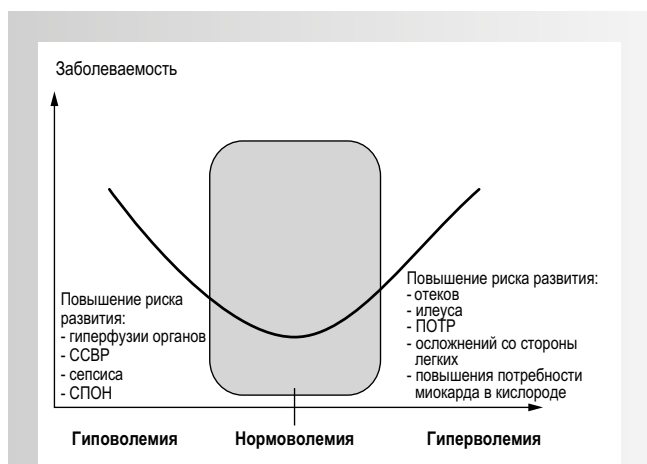 Заболеваемость
Повышение риска
развития:
- гиперфузии органов
- ССВР
- сепсиса
- СПОН
Повышение риска развития:
- отеков
- илеуса
- ПОТР
- осложнений со стороны
легких
- повышения потребности
миокарда в кислороде
Гиповолемия
Нормоволемия
Гиперволемия